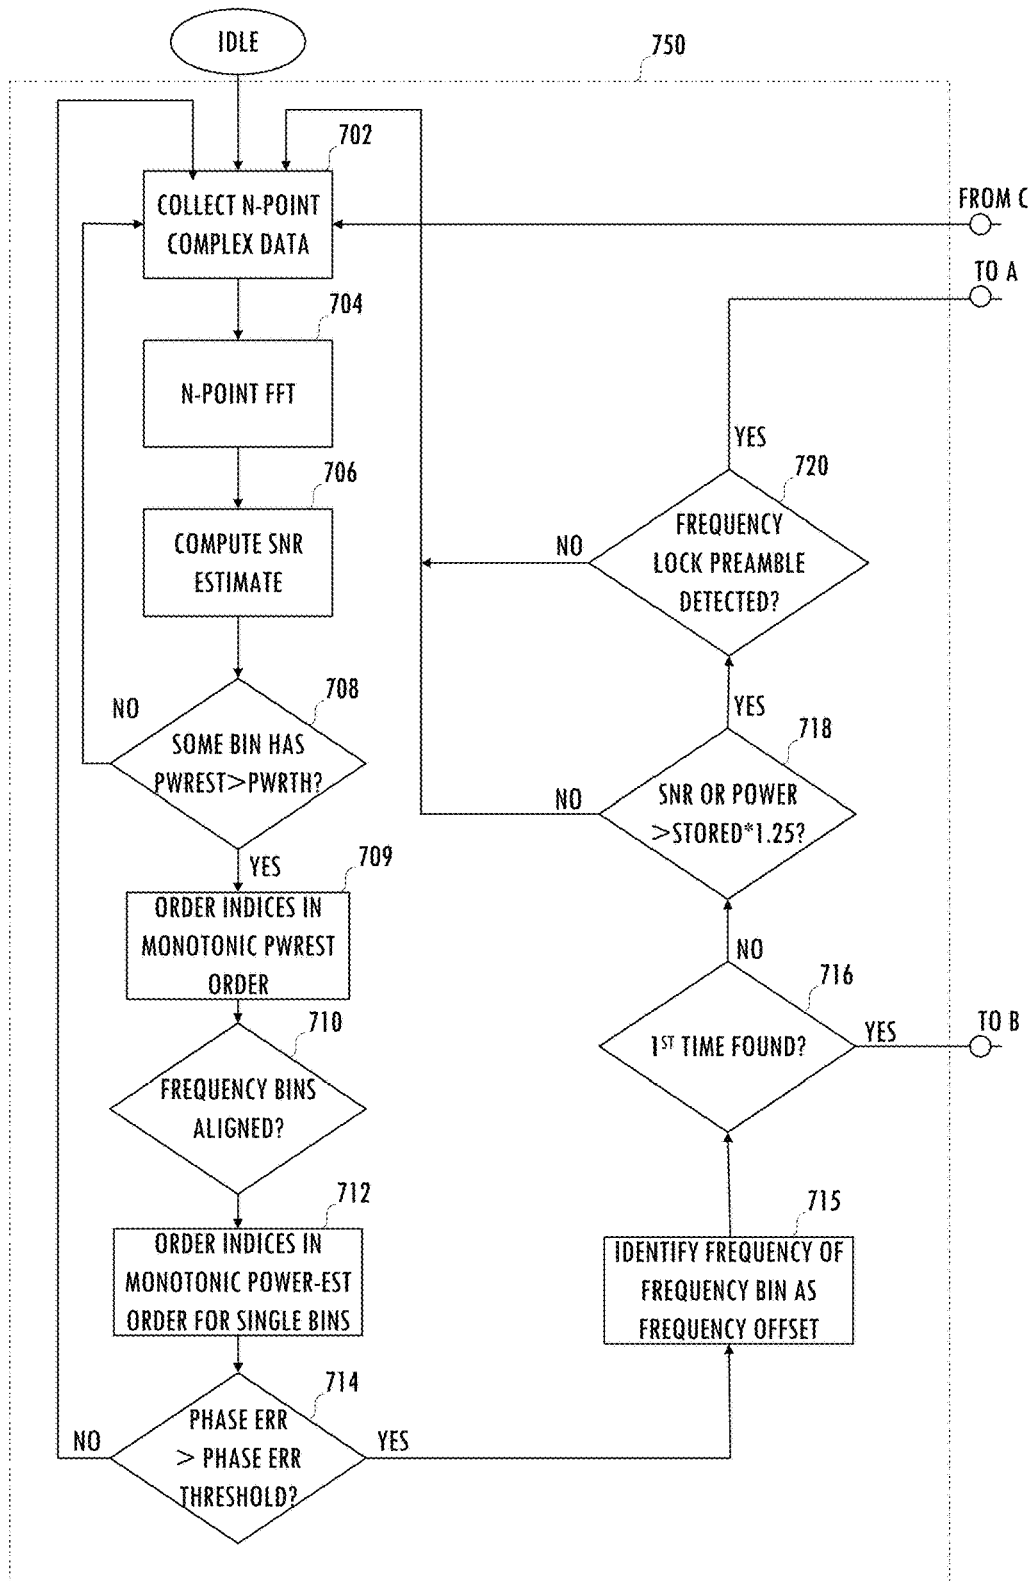 IDLE
750
702
COLLECT N-POINT
COMPLEX DATA
FROM C
TO A
704
N-POINT FFT
706
COMPUTE SNR
ESTIMATE
708
NO
SOME BIN HAS
PWREST>PWRTH?
YES
709
ORDER INDICES IN
MONOTONIC PWREST
ORDER
710
FREQUENCY BINS
ALIGNED?
712
ORDER INDICES IN
MONOTONIC POWER-EST
ORDER FOR SINGLE BINS
714
PHASE ERR
> PHASE ERR
THRESHOLD?
NO
YES
715
IDENTIFY FREQUENCY OF
FREQUENCY BIN AS
FREQUENCY OFFSET
716
1ST TIME FOUND?
YES
TO B
NO
718
SNR OR POWER
>STORED*1.25?
NO
YES
720
FREQUENCY
LOCK PREAMBLE
DETECTED?
NO
YES